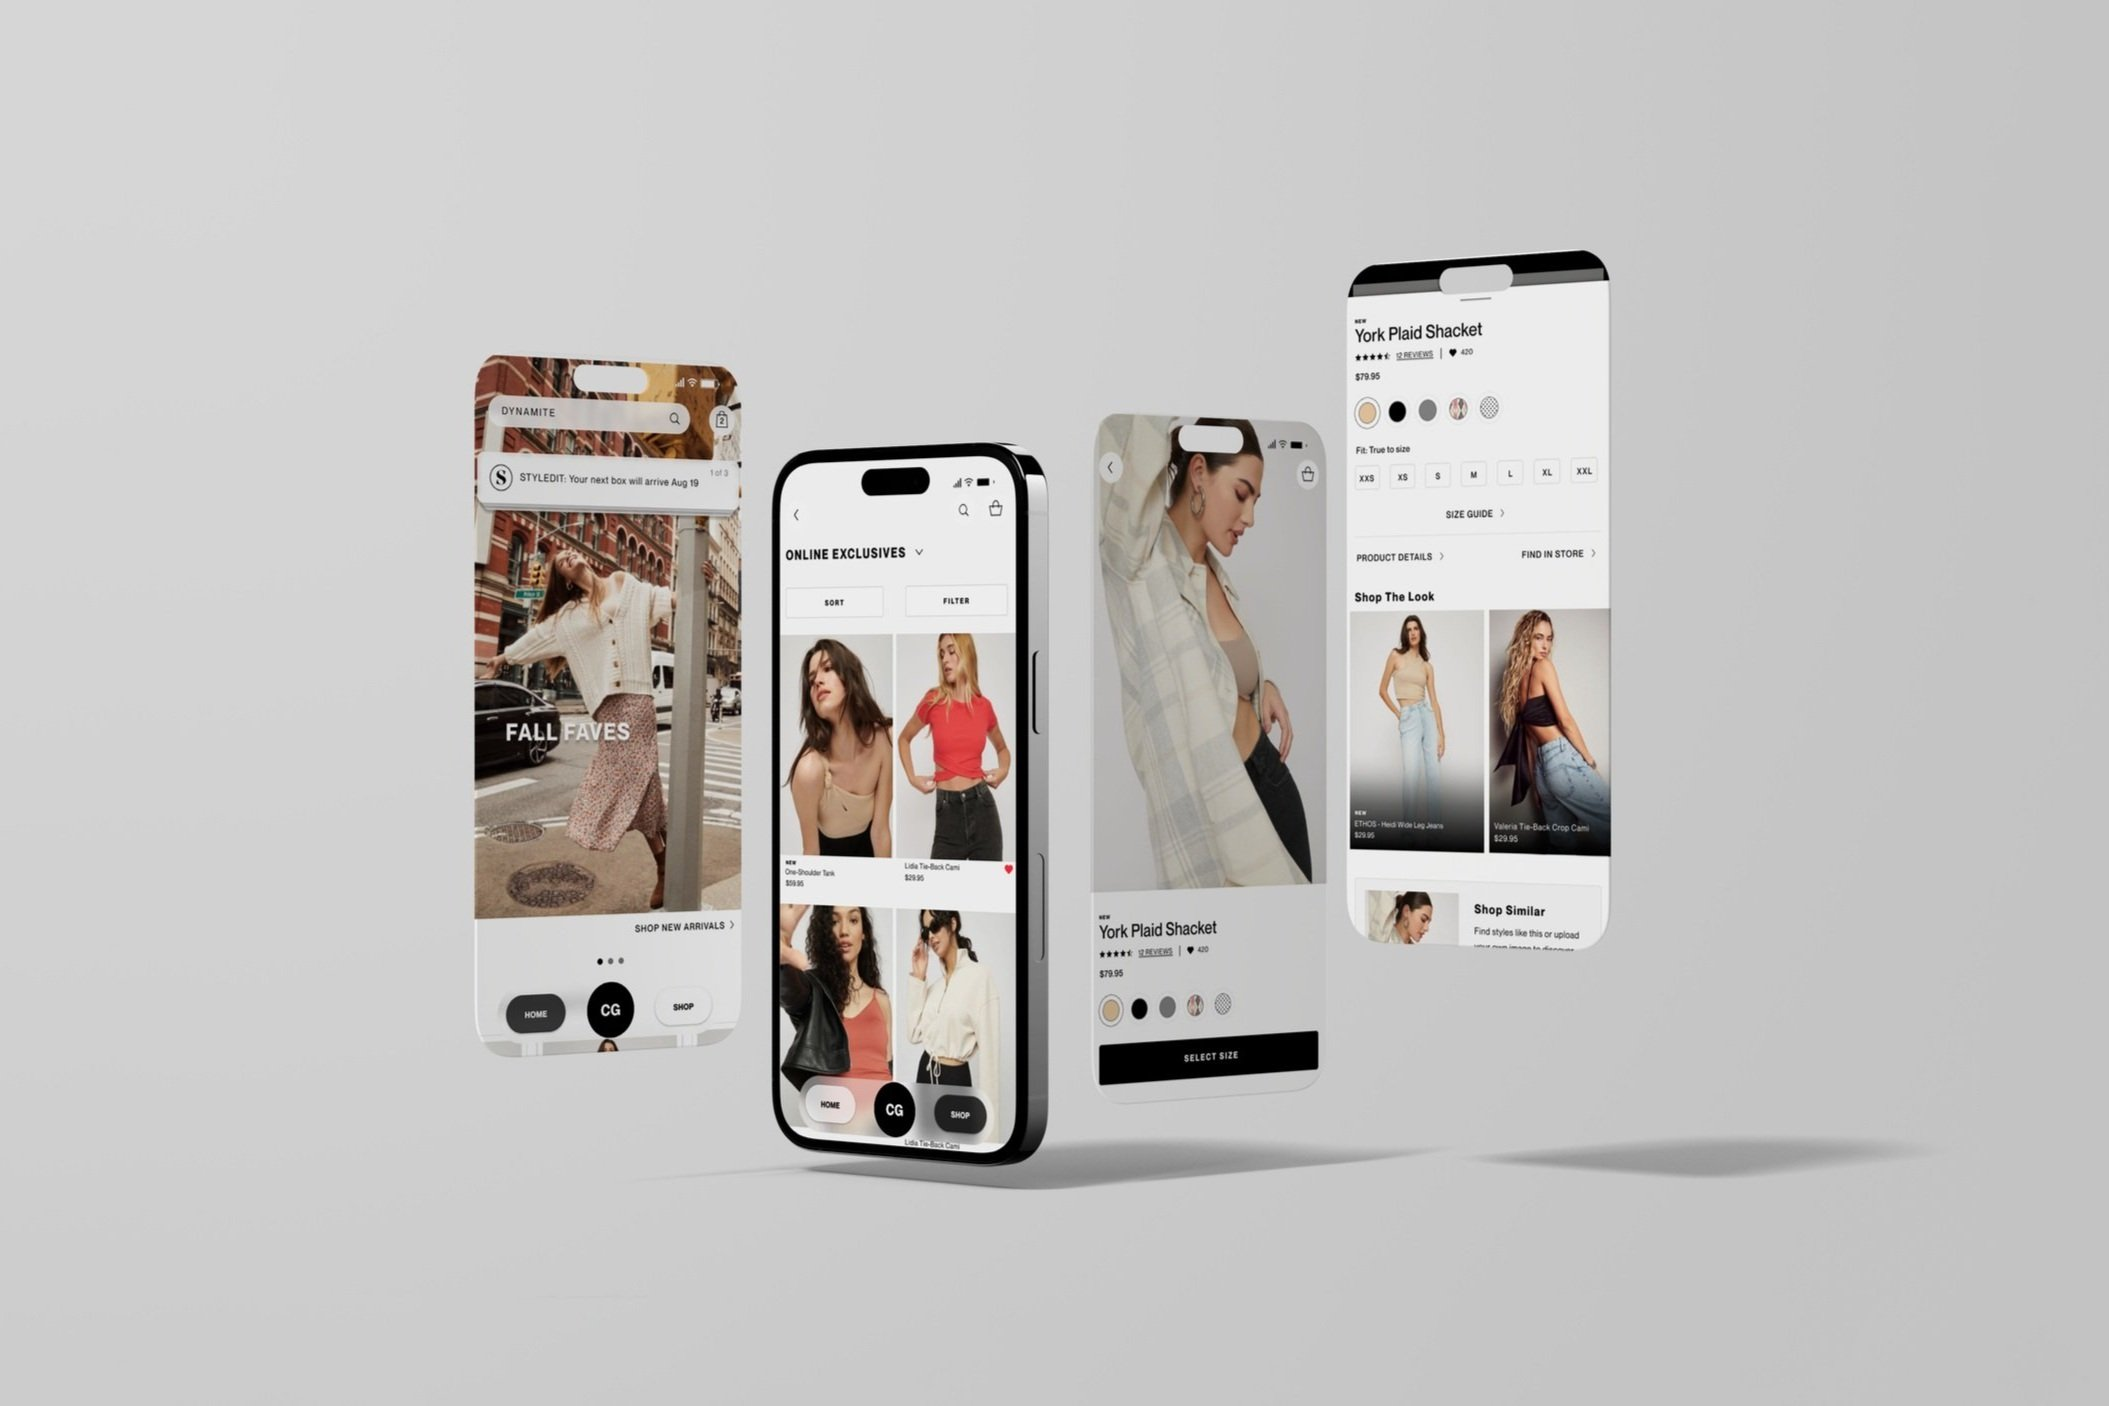 DYNAMITE
2
S
STYLEDIT: Your next box will arrive Aug 19
1 of 3
FALL FAVES
SHOP NEW ARRIVALS
HOME
CG
SHOP
ONLINE EXCLUSIVES
SORT
FILTER
NEW
One-Shoulder Tank
$59.95
Lidia Tie-Back Cami
$29.95
HOME
CG
SHOP
Lidia Tie-Back Cami
NEW
York Plaid Shacket
12 REVIEWS
420
$79.95
SELECT SIZE
NEW
York Plaid Shacket
12 REVIEWS
420
$79.95
Fit: True to size
XXS XS S M L XL XXL
SIZE GUIDE
PRODUCT DETAILS
FIND IN STORE
Shop The Look
NEW
ETHOS - Heidi Wide Leg Jeans
$29.95
Valeria Tie-Back Crop Cami
$29.95
Shop Similar
Find styles like this or upload
your own image to discover